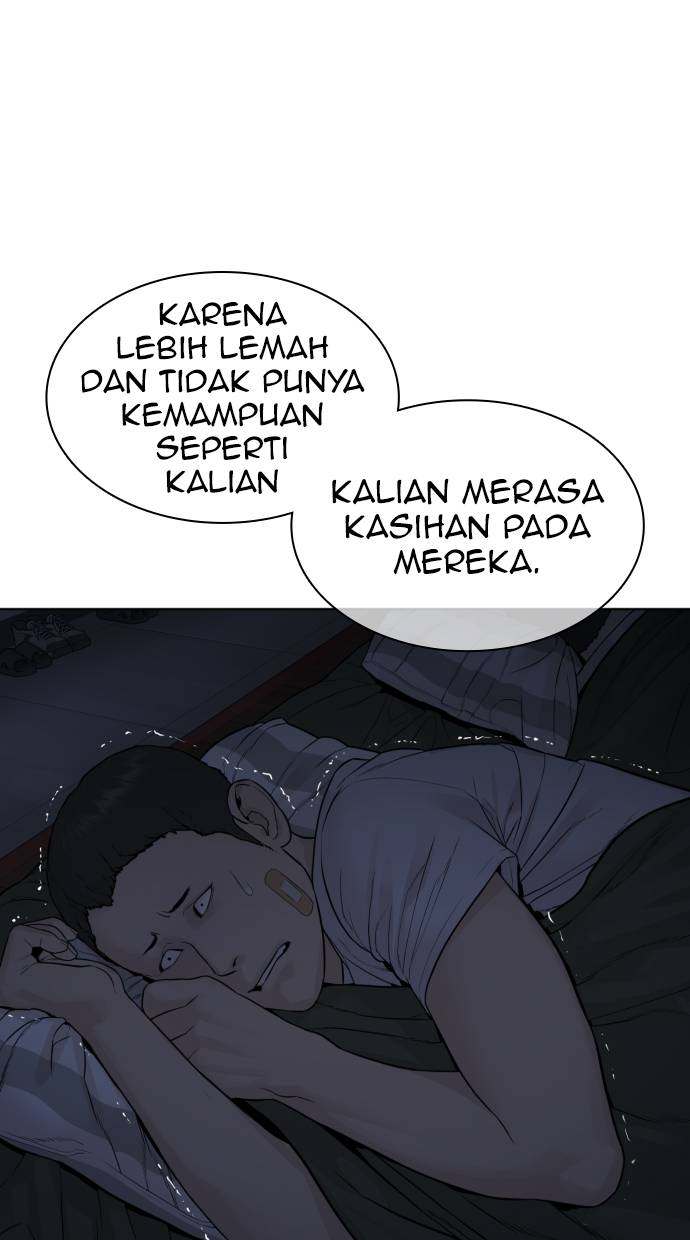 KARENA
LEBIH LEMAH
DAN TIDAK PUNYA
KEMAMPUAN
SEPERTI
KALIAN
KALIAN MERASA
KASIHAN PADA
MEREKA.